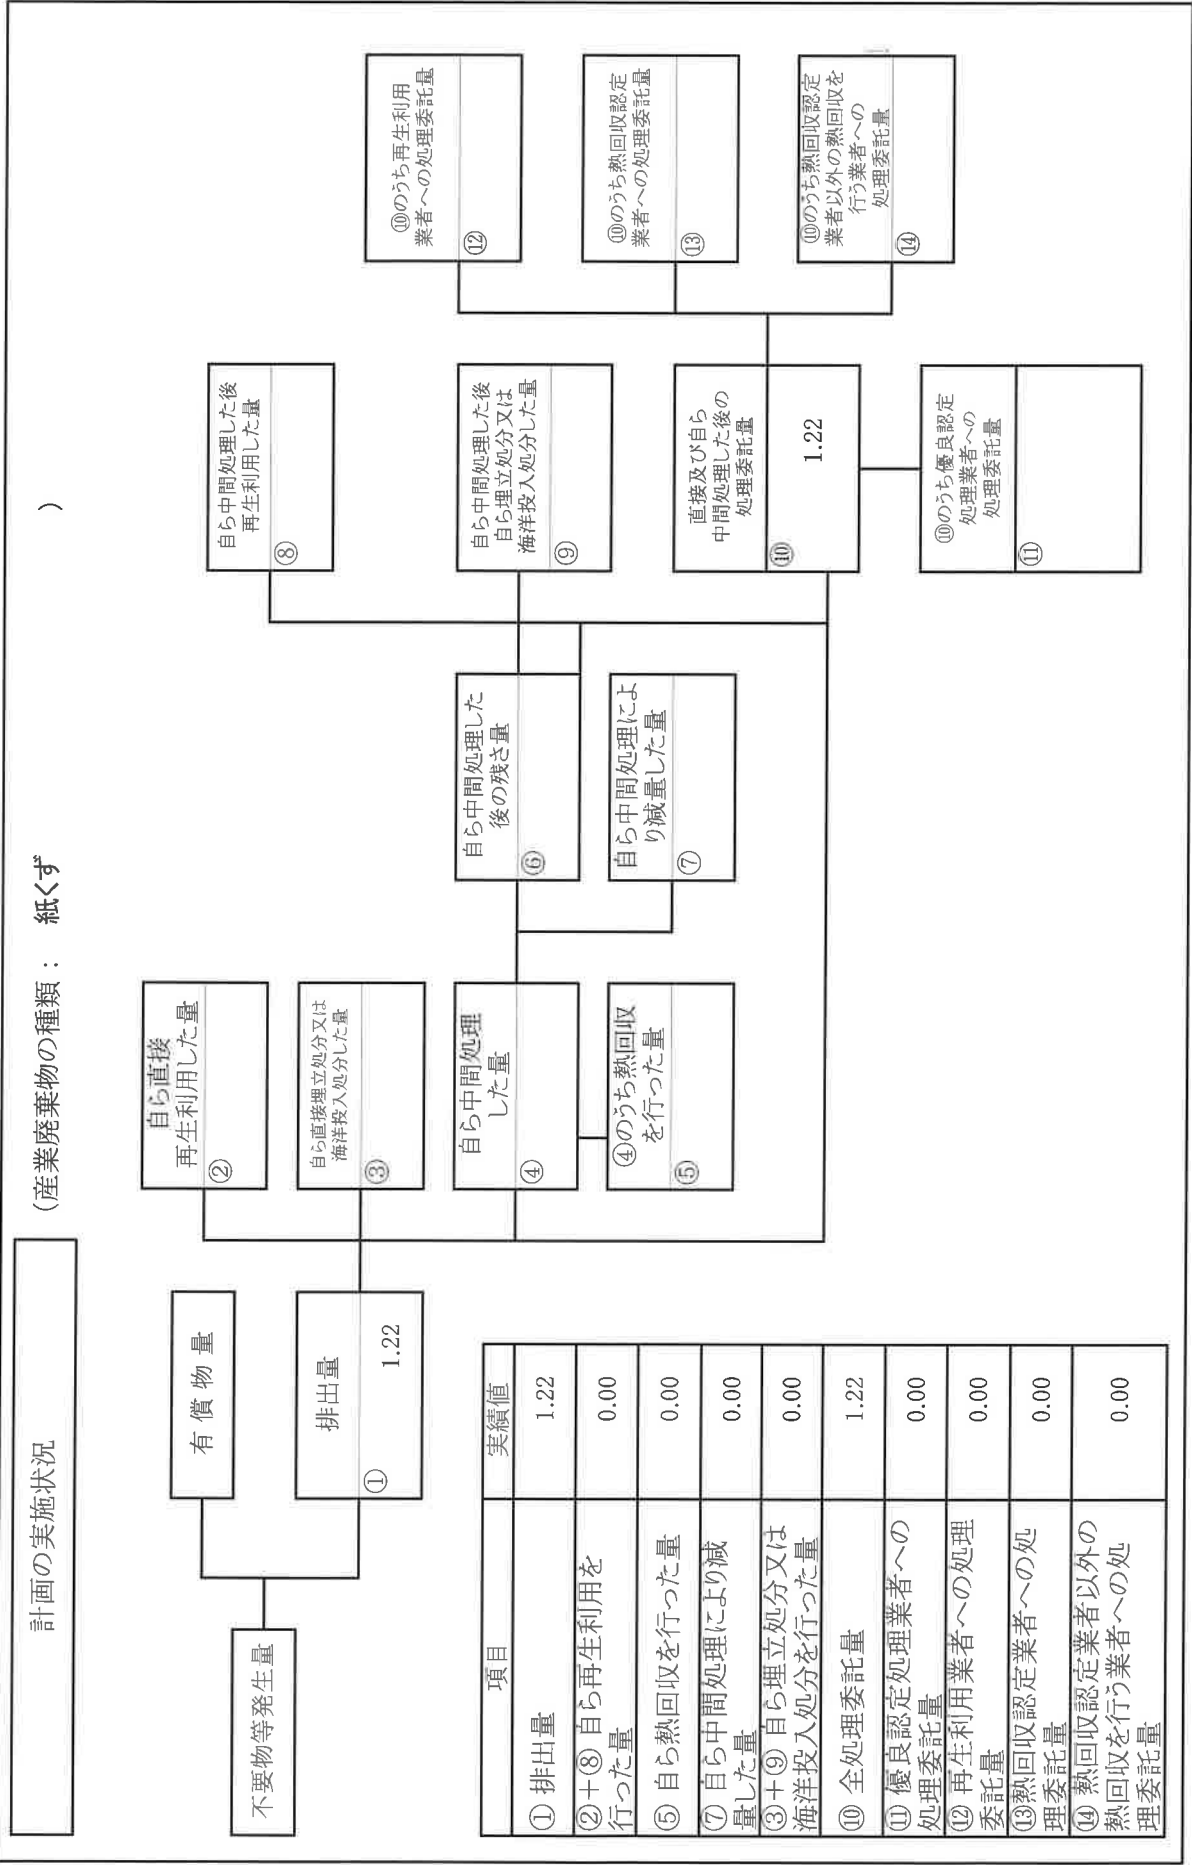 計画の実施状況
(産業廃棄物の種類： 紙くず )
不要物等発生量
有償物量
排出量
①
1.22
自ら直接
再生利用した量
②
自ら直接埋立処分又は
海洋投入処分した量
③
自ら中間処理
した量
④
④のうち熱回収
を行った量
⑤
自ら中間処理した
後の残さ量
⑥
自ら中間処理によ
り減量した量
⑦
自ら中間処理した後
再生利用した量
⑧
自ら中間処理した後
自ら埋立処分又は
海洋投入処分した量
⑨
直接及び自ら
中間処理した後の
処理委託量
⑩
1.22
⑩のうち優良認定
処理業者への
処理委託量
⑪
⑩のうち再生利用
業者への処理委託量
⑫
⑩のうち熱回収認定
業者への処理委託量
⑬
⑩のうち熱回収認定
業者以外の熱回収を
行う業者への
処理委託量
⑭
項目 実績値
① 排出量 1.22
②＋⑧ 自ら再生利用を
行った量 0.00
⑤ 自ら熱回収を行った量 0.00
⑦ 自ら中間処理により減
量した量 0.00
③＋⑨ 自ら埋立処分又は
海洋投入処分を行った量 0.00
⑩ 全処理委託量 1.22
⑪ 優良認定処理業者への
処理委託量 0.00
⑫ 再生利用業者への処理
委託量 0.00
⑬熱回収認定業者への処
理委託量 0.00
⑭ 熱回収認定業者以外の
熱回収を行う業者への処
理委託量 0.00